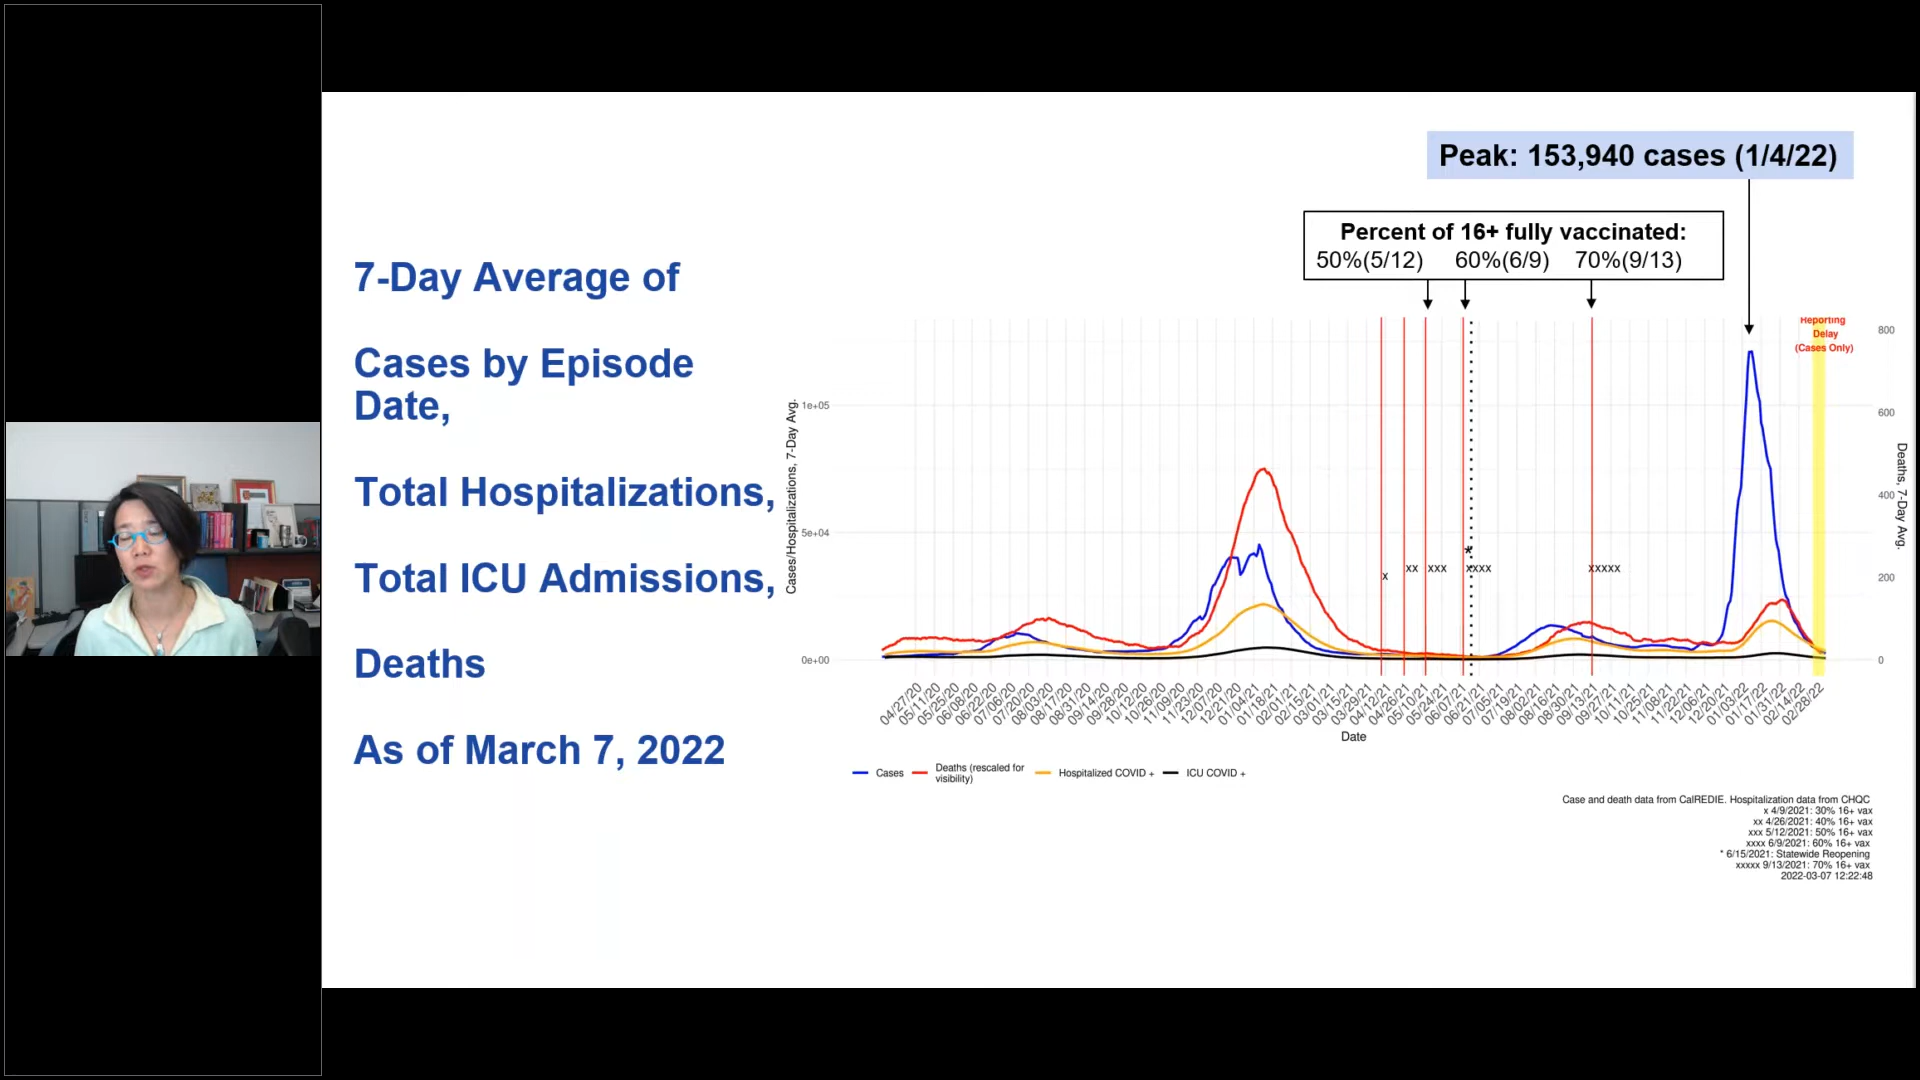 Peak: 153,940 cases (1/4/22)
Percent of 16+ fully vaccinated:
50%(5/12) 60%(6/9) 70%(9/13)
7-Day Average of
Cases by Episode
Date,
Total Hospitalizations,
Total ICU Admissions,
Deaths
As of March 7, 2022
Reporting
Delay
(Cases Only)
Cases/Hospitalizations, 7-Day Avg.
1e+05
5e+04
0e+00
800
600
400
200
0
Deaths, 7-Day Avg.
x
xx
xxx
*
xxxx
xxxxx
04/27/20
05/11/20
05/25/20
06/08/20
06/22/20
07/06/20
07/20/20
08/03/20
08/17/20
08/31/20
09/14/20
09/28/20
10/12/20
10/26/20
11/09/20
11/23/20
12/07/20
12/21/20
01/04/21
01/18/21
02/01/21
02/15/21
03/01/21
03/15/21
03/29/21
04/12/21
04/26/21
05/10/21
05/24/21
06/07/21
06/21/21
07/05/21
07/19/21
08/02/21
08/16/21
08/30/21
09/13/21
09/27/21
10/11/21
10/25/21
11/08/21
11/22/21
12/06/21
12/20/21
01/03/22
01/17/22
01/31/22
02/14/22
02/28/22
Date
Cases
Deaths (rescaled for
visibility)
Hospitalized COVID +
ICU COVID +
Case and death data from CalREDIE. Hospitalization data from CHQC
x 4/9/2021: 30% 16+ vax
xx 4/26/2021: 40% 16+ vax
xxx 5/12/2021: 50% 16+ vax
xxxx 6/9/2021: 60% 16+ vax
* 6/15/2021: Statewide Reopening
xxxxx 9/13/2021: 70% 16+ vax
2022-03-07 12:22:48